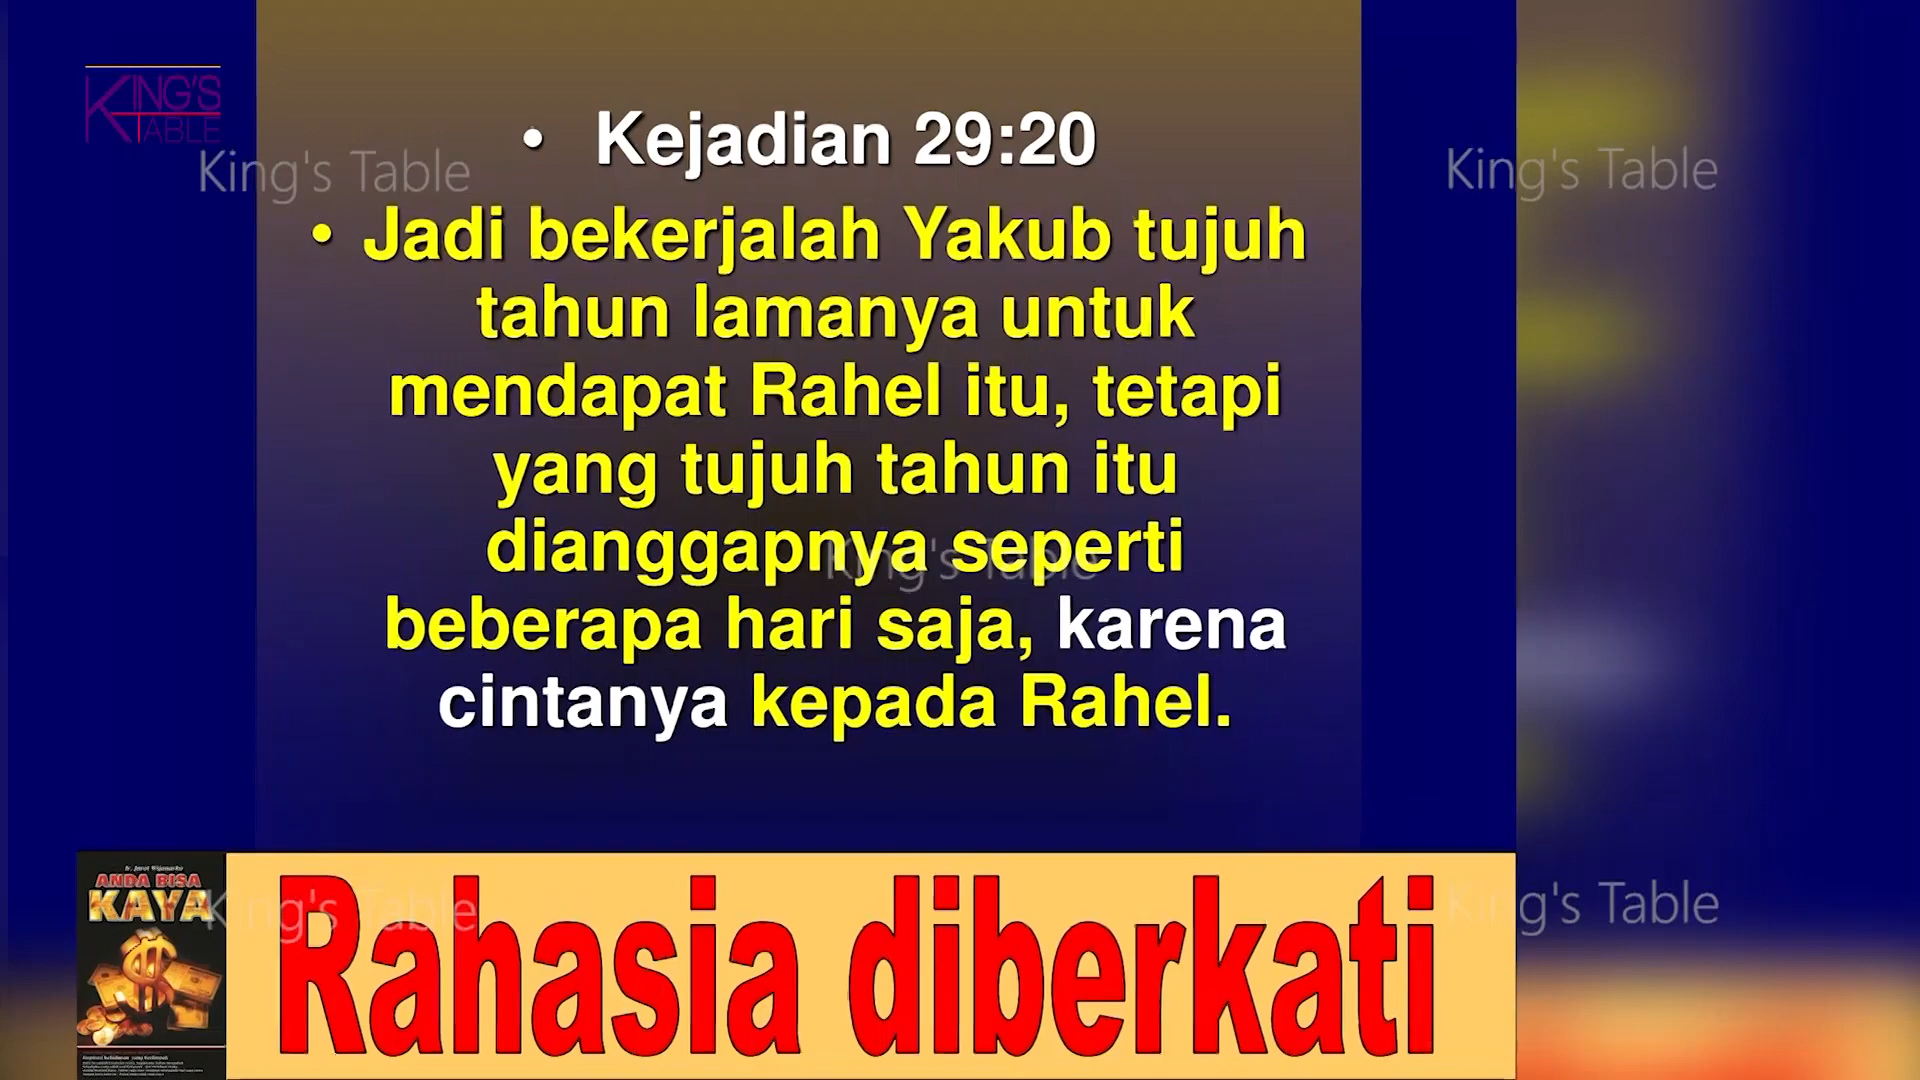 KING'S
TABLE
King's Table
King's Table
• Kejadian 29:20
• Jadi bekerjalah Yakub tujuh
tahun lamanya untuk
mendapat Rahel itu, tetapi
yang tujuh tahun itu
dianggapnya seperti
beberapa hari saja, karena
cintanya kepada Rahel.
King's Table
ANDA BISA
KAYA
King's Table
King's Table
Rahasia diberkati